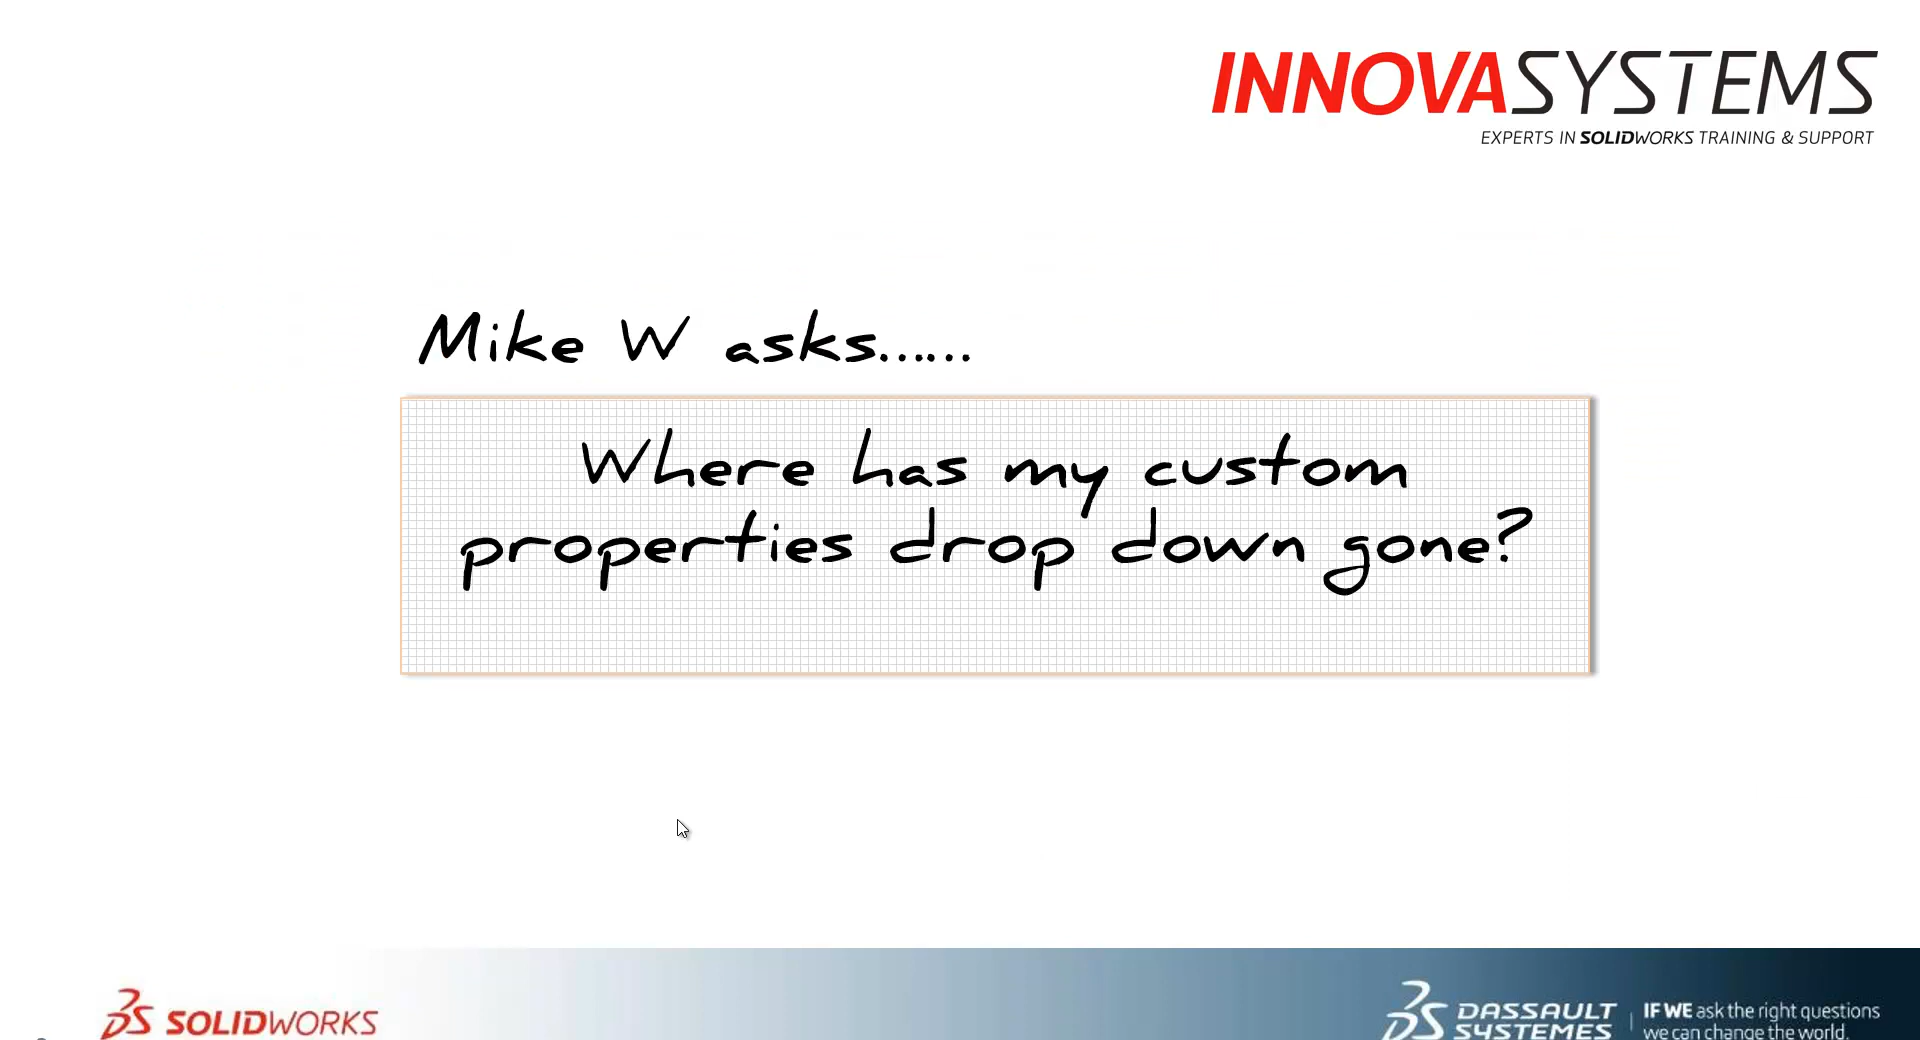 INNOVASYSTEMS
EXPERTS IN SOLIDWORKS TRAINING & SUPPORT
Mike W asks......
Where has my custom
properties drop down gone?
SOLIDWORKS
DASSAULT
SYSTEMES
IF WE ask the right questions
we can change the world.